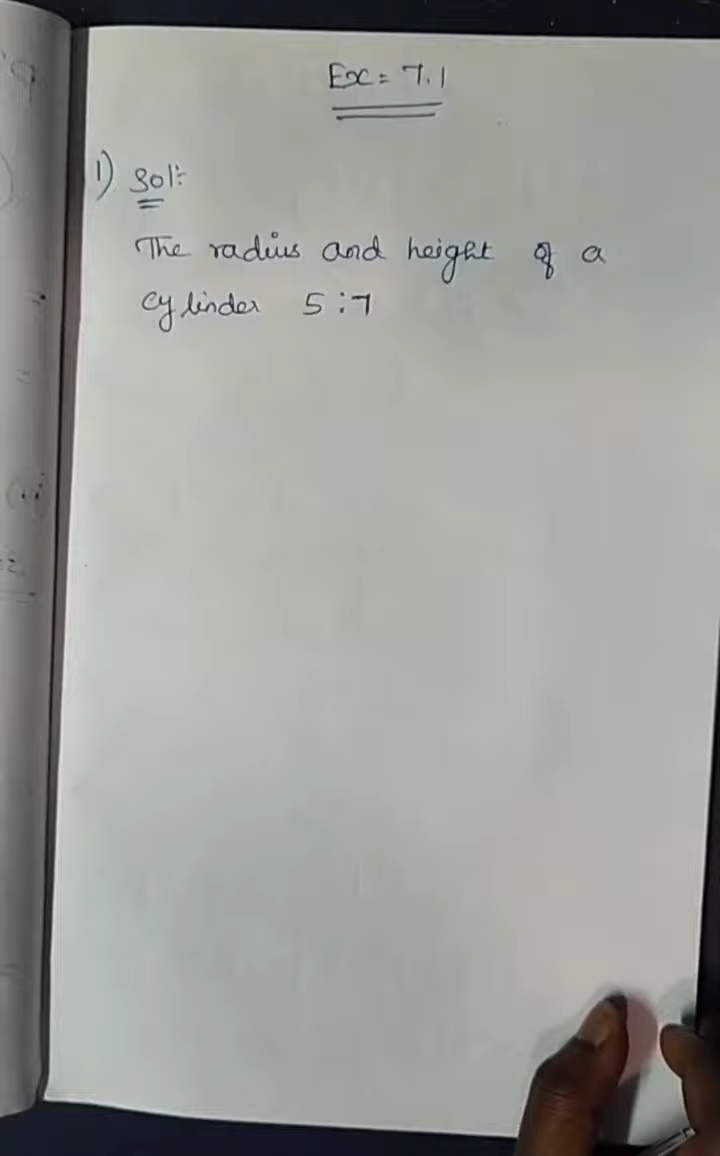 Ex = 7.1
1) Sol:-
The radius and height of a
cylinder 5:7